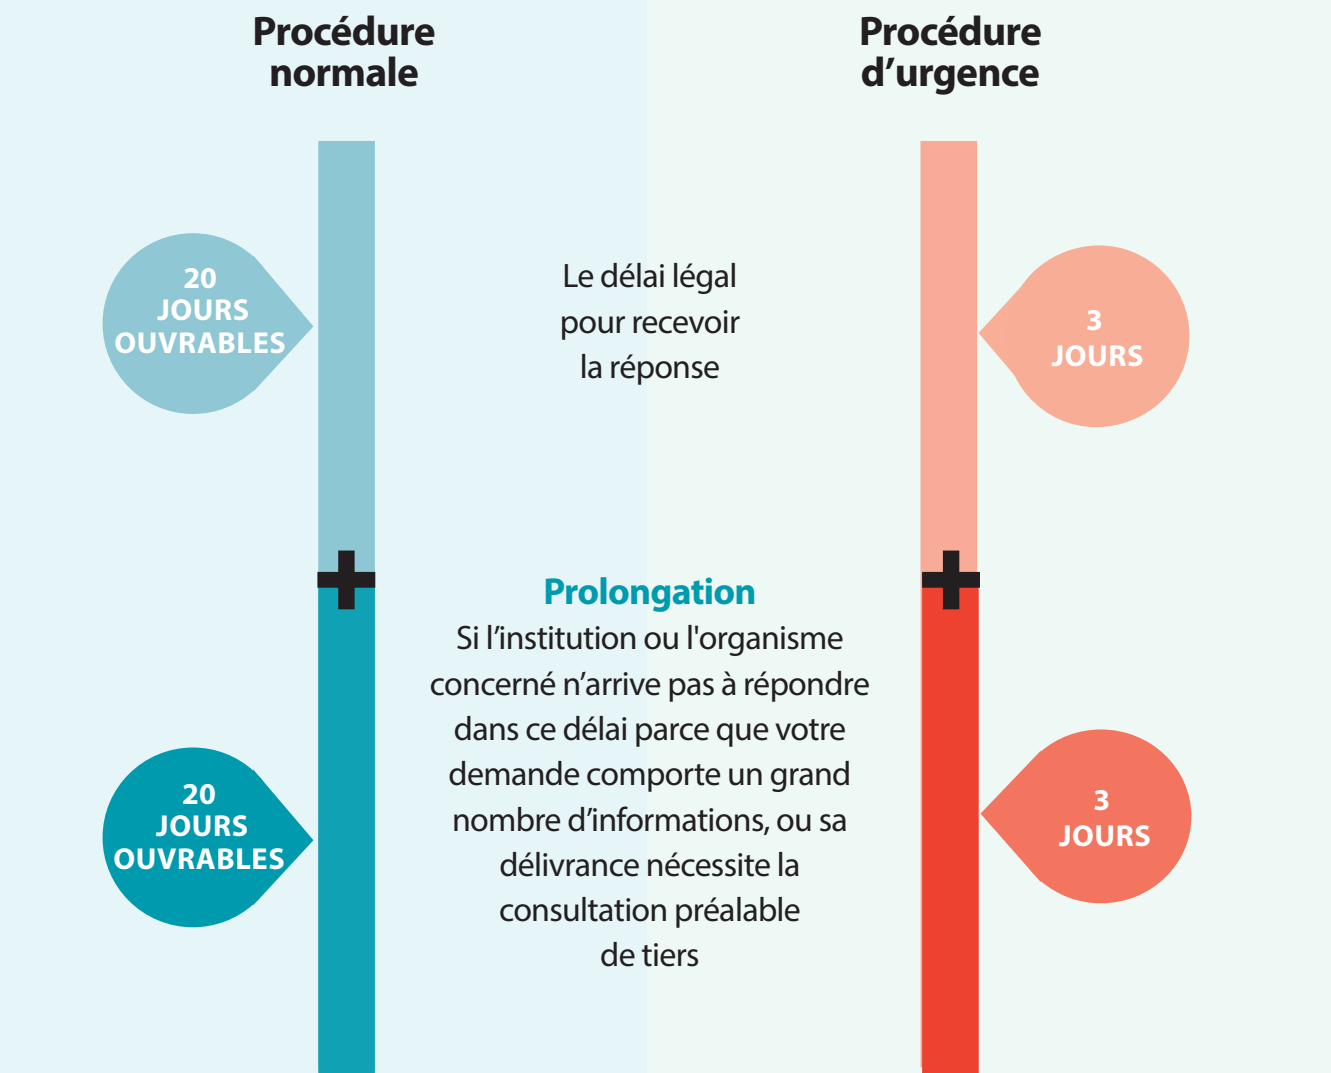 Procédure
normale
Procédure
d’urgence
20
JOURS
OUVRABLES
Le délai légal
pour recevoir
la réponse
3
JOURS
Prolongation
Si l’institution ou l'organisme
concerné n’arrive pas à répondre
dans ce délai parce que votre
demande comporte un grand
nombre d’informations, ou sa
délivrance nécessite la
consultation préalable
de tiers
20
JOURS
OUVRABLES
3
JOURS